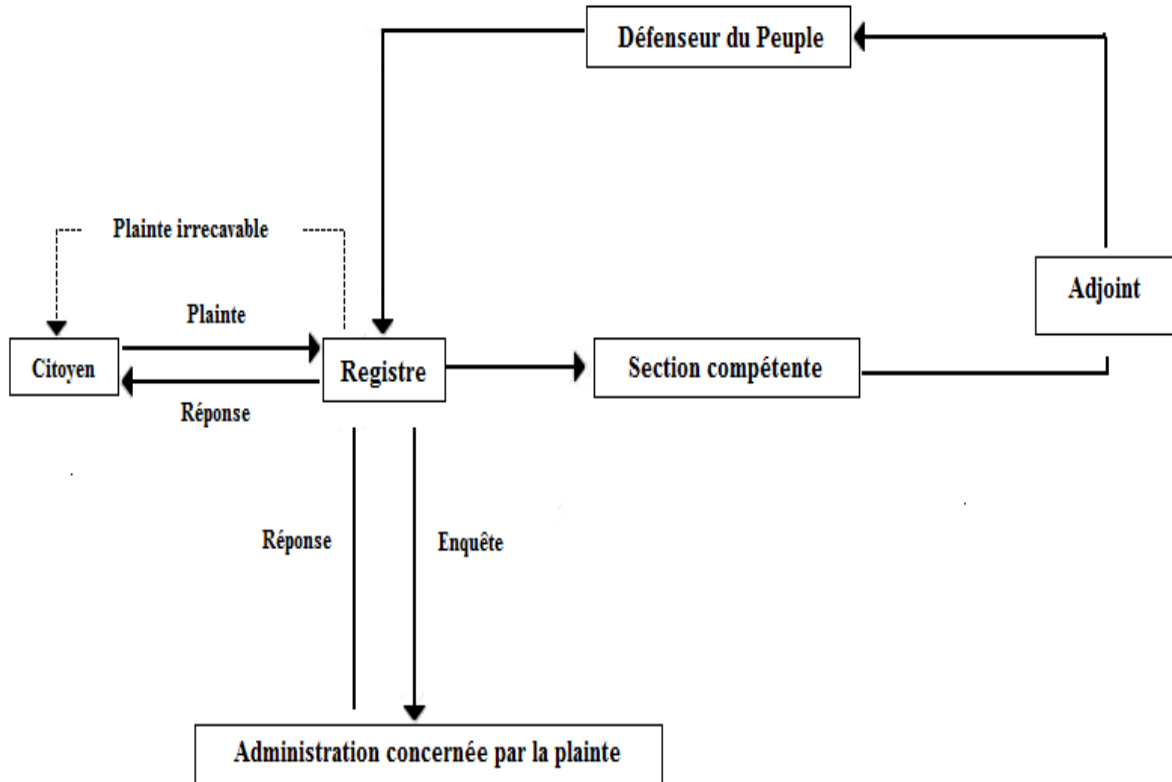 Défenseur du Peuple
Plainte irrecavable
Adjoint
Plainte
Citoyen
Registre
Section compétente
Réponse
Réponse
Enquête
Administration concernée par la plainte